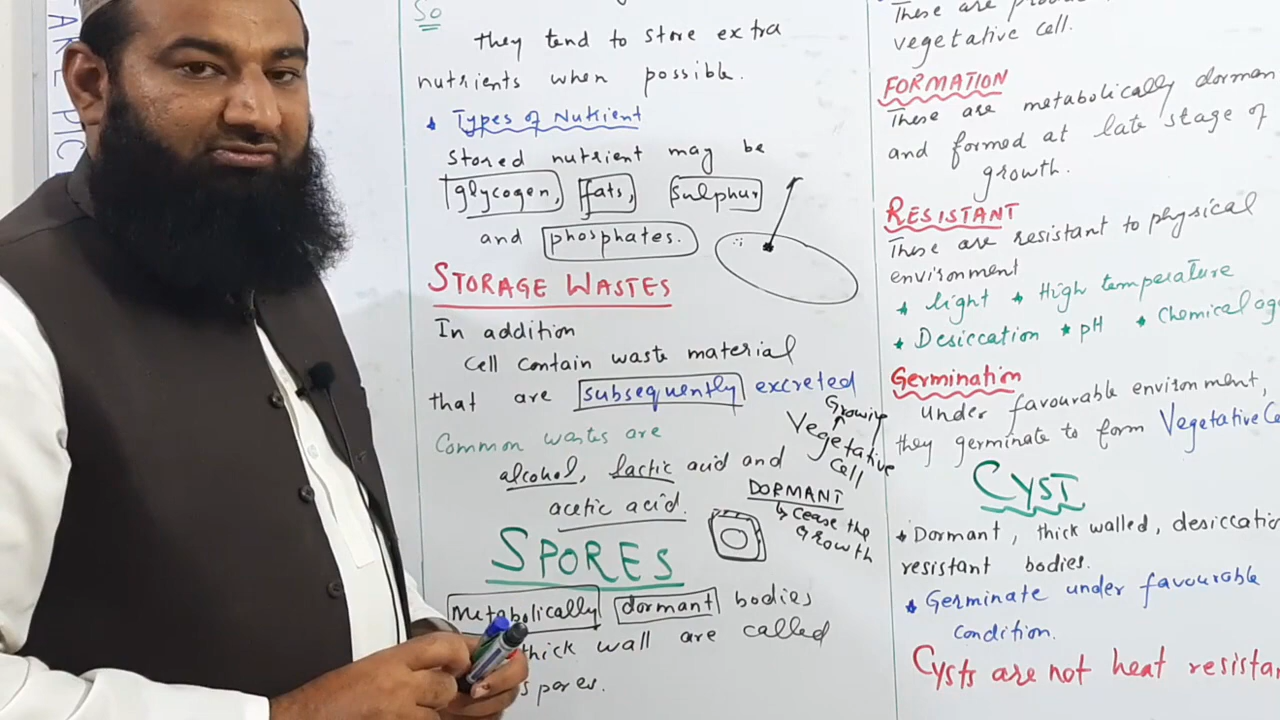 So
They tend to store extra
nutrients when possible.
Types of Nutrient
Stored nutrient may be
glycogen, fats, sulphur
and phosphates.
STORAGE WASTES
In addition
Cell contain waste material
that are subsequently excreted
Common wastes are
alcohol, lactic acid and
acetic acid.
Growing
Vegetative
Cell
DORMANT
Cease the
Growth
SPORES
Metabolically dormant bodies
thick wall are called
spores.
These are
vegetative cell.
FORMATION
These are metabolically dorman
and formed at late stage of
growth.
RESISTANT
These are resistant to physical
environment
* light * High temperature
* Desiccation * pH * Chemical ag
Germination
Under favourable environment,
they germinate to form Vegetative Ce
CYST
* Dormant, thick walled, desiccatio
resistant bodies.
* Germinate under favourable
condition.
Cysts are not heat resistan